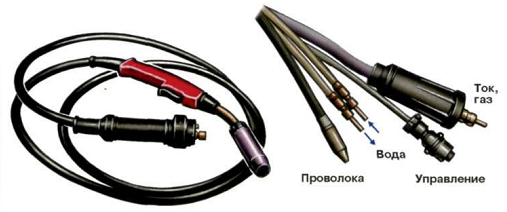 Ток,
газ
Вода
Проволока
Управление